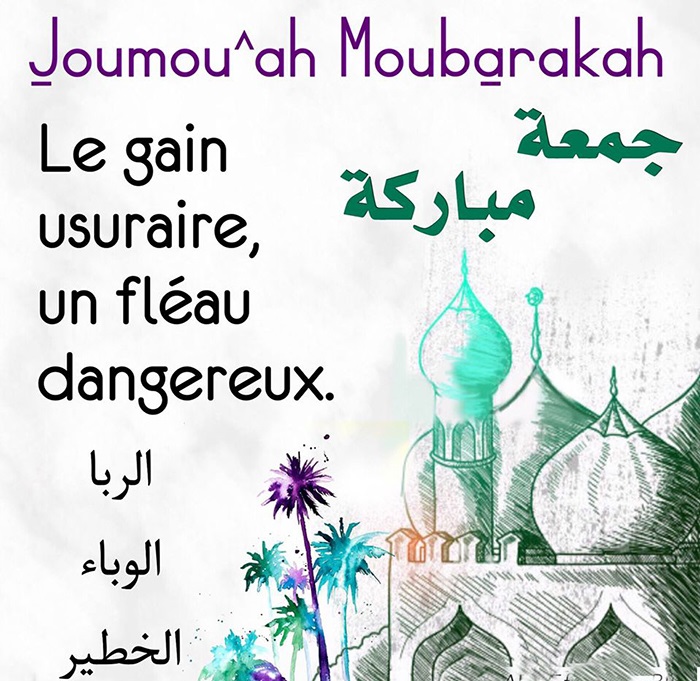 Joumou^ah Moubarakah
جمعة
مباركة
Le gain
usuraire,
un fléau
dangereux.
الربا
الوباء
الخطير